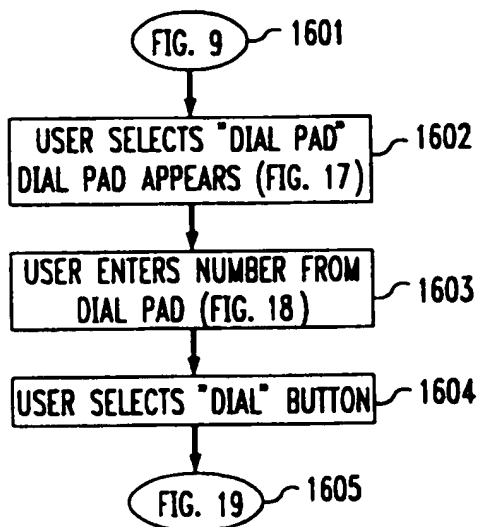 FIG. 9
1601
USER SELECTS "DIAL PAD"
DIAL PAD APPEARS (FIG. 17)
1602
USER ENTERS NUMBER FROM
DIAL PAD (FIG. 18)
1603
USER SELECTS "DIAL" BUTTON
1604
FIG. 19
1605